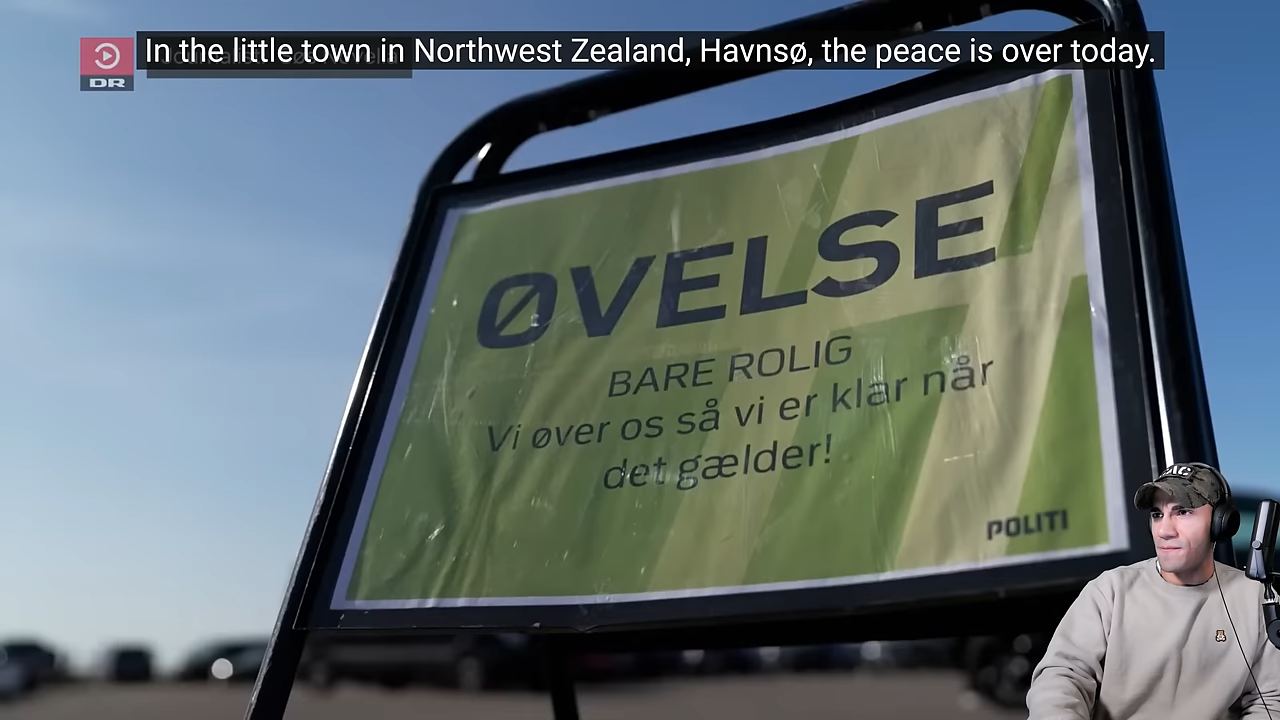 In the little town in Northwest Zealand, Havnsø, the peace is over today.
DR
ØVELSE
BARE ROLIG
Vi øver os så vi er klar når
det gælder!
POLITI